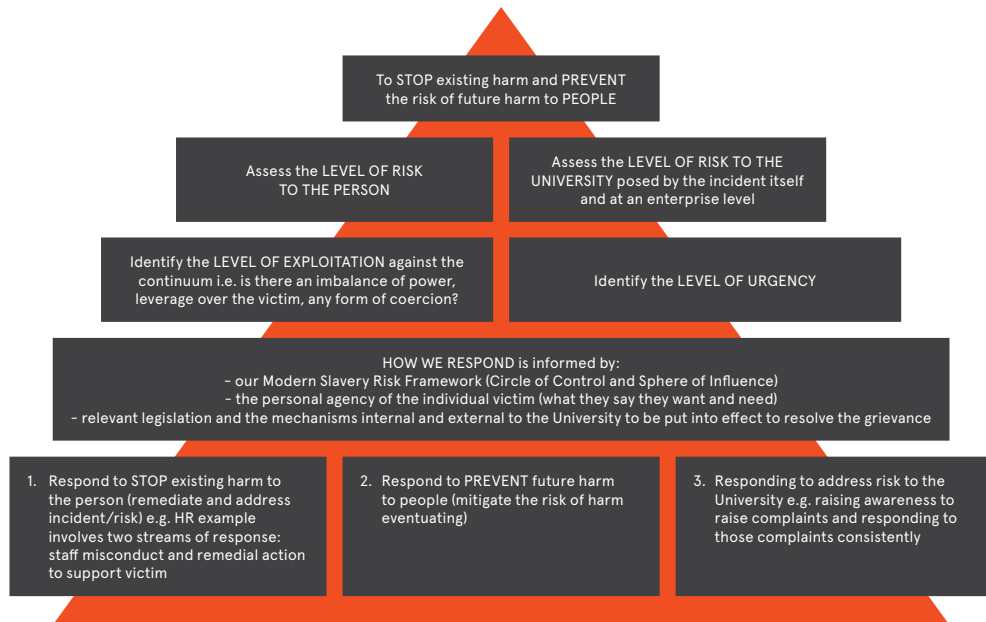 To STOP existing harm and PREVENT
the risk of future harm to PEOPLE
Assess the LEVEL OF RISK
TO THE PERSON
Assess the LEVEL OF RISK TO THE
UNIVERSITY posed by the incident itself
and at an enterprise level
Identify the LEVEL OF EXPLOITATION against the
continuum i.e. is there an imbalance of power,
leverage over the victim, any form of coercion?
Identify the LEVEL OF URGENCY
HOW WE RESPOND is informed by:
- our Modern Slavery Risk Framework (Circle of Control and Sphere of Influence)
- the personal agency of the individual victim (what they say they want and need)
- relevant legislation and the mechanisms internal and external to the University to be put into effect to resolve the grievance
1. Respond to STOP existing harm to
the person (remediate and address
incident/risk) e.g. HR example
involves two streams of response:
staff misconduct and remedial action
to support victim
2. Respond to PREVENT future harm
to people (mitigate the risk of harm
eventuating)
3. Responding to address risk to the
University e.g. raising awareness to
raise complaints and responding to
those complaints consistently